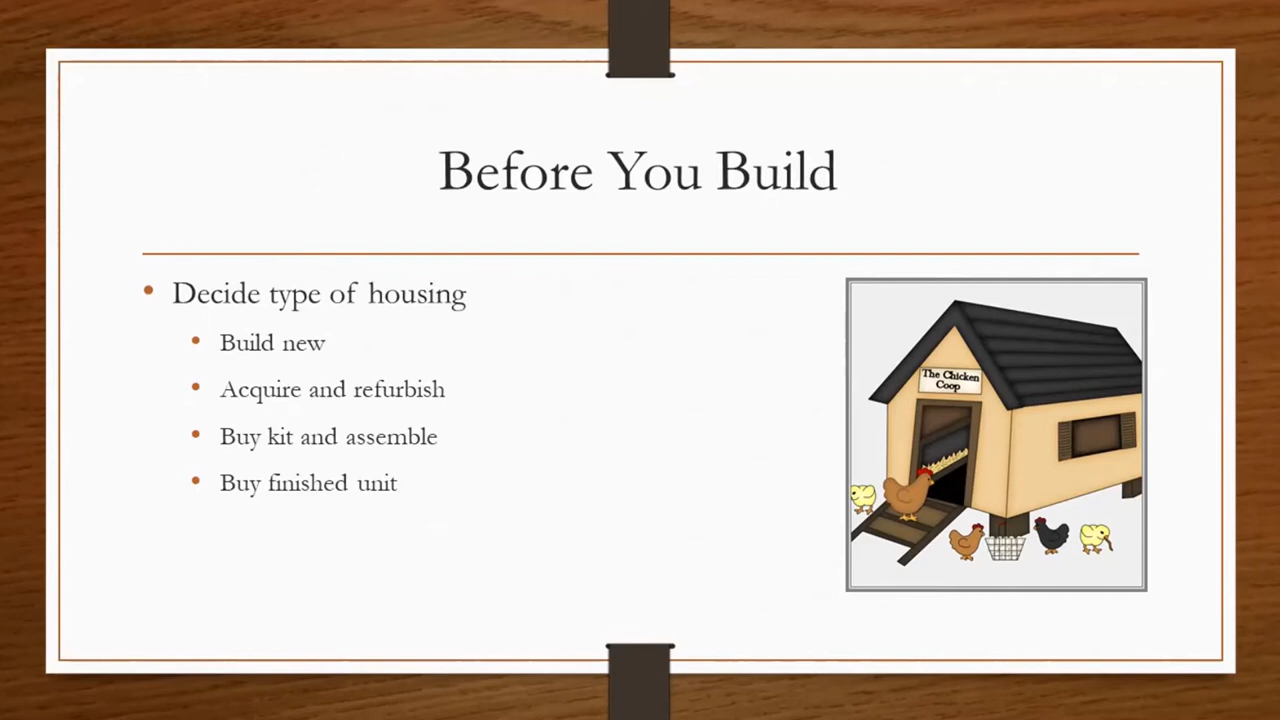 Before You Build
• Decide type of housing
• Build new
• Acquire and refurbish
• Buy kit and assemble
• Buy finished unit
The Chicken
Coop